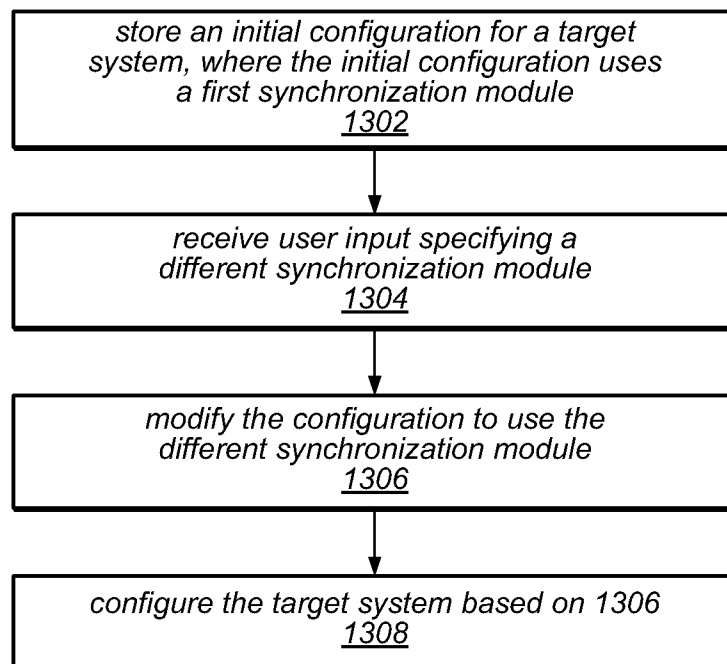 store an initial configuration for a target
system, where the initial configuration uses
a first synchronization module
1302
receive user input specifying a
different synchronization module
1304
modify the configuration to use the
different synchronization module
1306
configure the target system based on 1306
1308